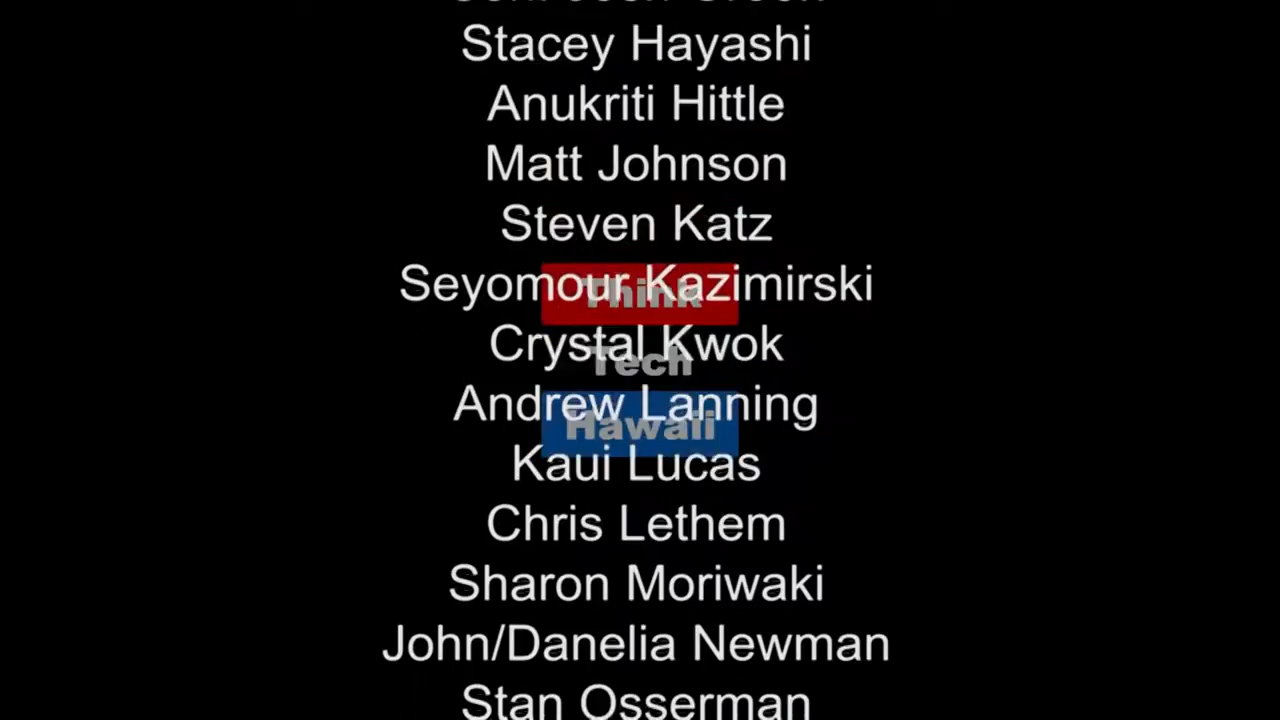 Stacey Hayashi
Anukriti Hittle
Matt Johnson
Steven Katz
Seyomour Kazimirski
Think
Crystal Kwok
Tech
Andrew Lanning
Hawaii
Kaui Lucas
Chris Lethem
Sharon Moriwaki
John/Danelia Newman
Stan Osserman